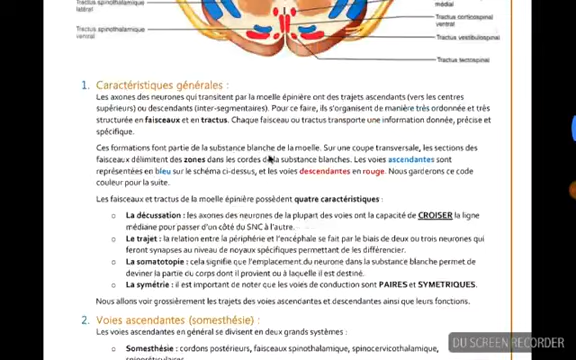 Tractus spinothalamique
latéral
médial
Tractus corticospinal
ventral
Tractus spinothalamique
ventral
Tractus vestibulospinal
Tractus tectospinal
1. Caractéristiques générales :
Les axones des neurones qui transitent par la moelle épinière ont des trajets ascendants (vers les centres
supérieurs) ou descendants (inter-segmentaires). Pour ce faire, ils s'organisent de manière très ordonnée et très
structurée en faisceaux et en tractus. Chaque faisceau ou tractus transporte une information donnée, précise et
spécifique.
Ces formations font partie de la substance blanche de la moelle. Sur une coupe transversale, les sections des
faisceaux délimitent des zones dans les cordes de la substance blanches. Les voies ascendantes sont
représentées en bleu sur le schéma ci-dessus, et les voies descendantes en rouge. Nous garderons ce code
couleur pour la suite.
Les faisceaux et tractus de la moelle épinière possèdent quatre caractéristiques :
o La décussation : les axones des neurones de la plupart des voies ont la capacité de CROISER la ligne
médiane pour passer d'un côté du SNC à l'autre.
o Le trajet : la relation entre la périphérie et l'encéphale se fait par le biais de deux ou trois neurones qui
feront synapses au niveau de noyaux spécifiques permettant de les différencier.
o La somatotopie : cela signifie que l'emplacement du neurone dans la substance blanche permet de
deviner la partie du corps dont il provient ou à laquelle il est destiné.
o La symétrie : il est important de noter que les voies de conduction sont PAIRES et SYMETRIQUES.
Nous allons voir grossièrement les trajets des voies ascendantes et descendantes ainsi que leurs fonctions.
2. Voies ascendantes (somesthésie) :
Les voies ascendantes en général se divisent en deux grands systèmes :
o Somesthésie : cordons postérieurs, faisceaux spinothalamique, spinocervicothalamique,
spinoréticulaires
DU SCREEN RECORDER